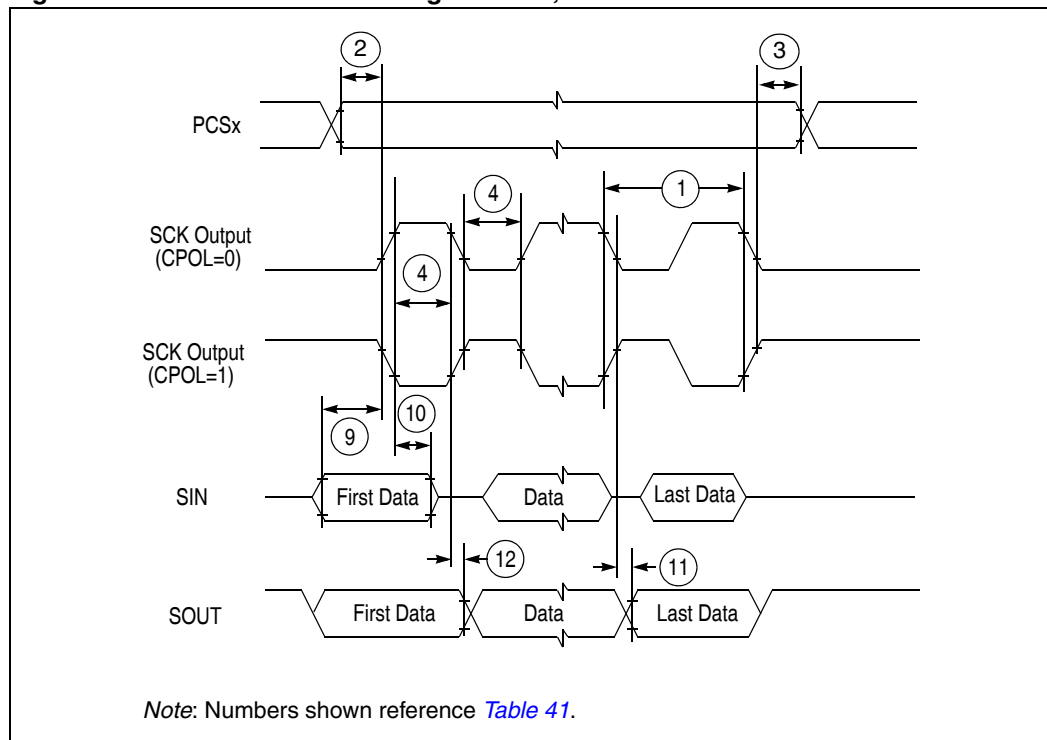 2
3
PCSx
4
1
SCK Output
(CPOL=0)
4
SCK Output
(CPOL=1)
9
10
SIN
First Data
Data
Last Data
12
11
SOUT
First Data
Data
Last Data
Note: Numbers shown reference Table 41.